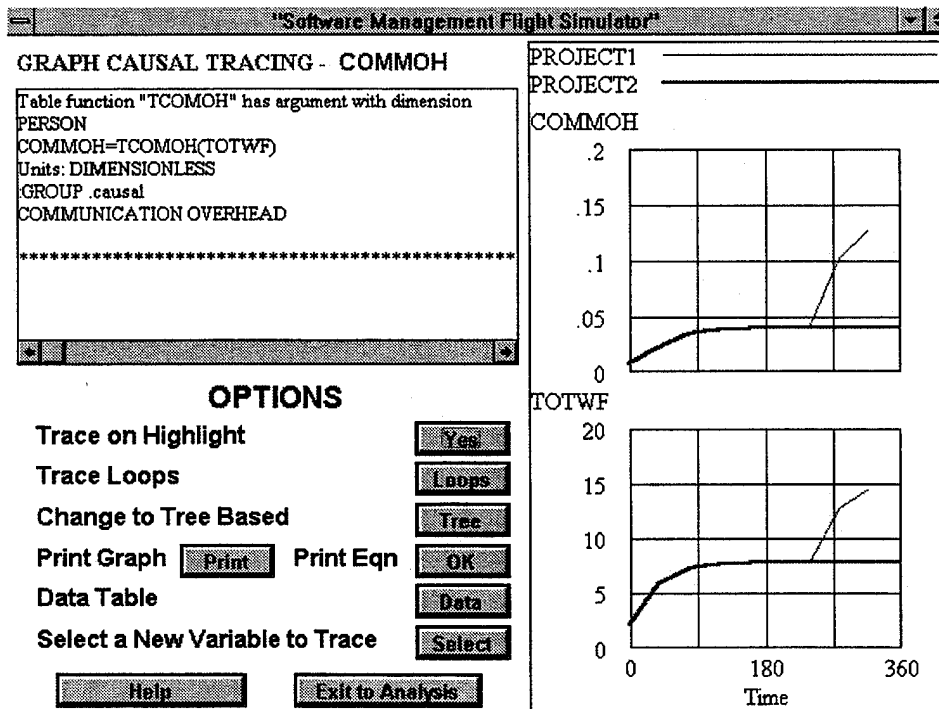 "Software Management Flight Simulator"
GRAPH CAUSAL TRACING - COMMOH
Table function "TCOMOH" has argument with dimension
PERSON
COMMOH=TCOMOH(TOTWF)
Units: DIMENSIONLESS
:GROUP .causal
COMMUNICATION OVERHEAD
************************************************
OPTIONS
Trace on Highlight Yes
Trace Loops Loops
Change to Tree Based Tree
Print Graph Print Print Eqn OK
Data Table Data
Select a New Variable to Trace Select
Help Exit to Analysis
PROJECT1
PROJECT2
COMMOH
.2
.15
.1
.05
0
TOTWF
20
15
10
5
0
0 180 360
Time